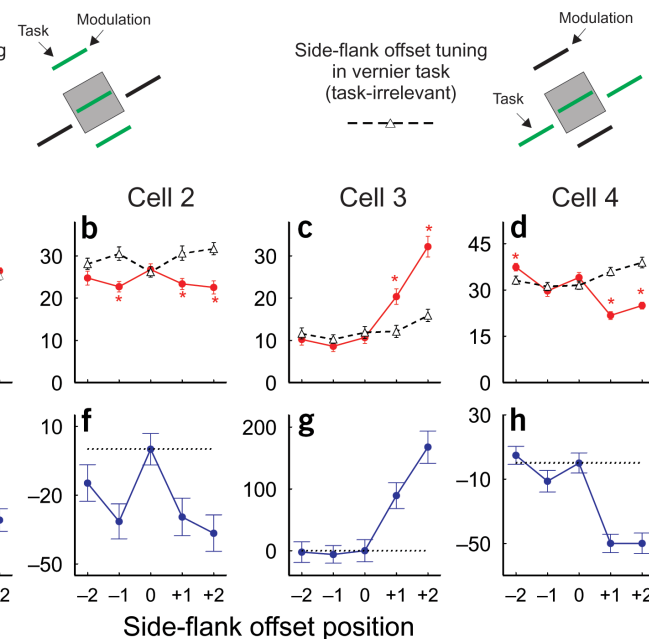 Task
Modulation
g
Side-flank offset tuning
in vernier task
(task-irrelevant)
Modulation
Task
Cell 2
Cell 3
Cell 4
b
30
20
10
0
*
*
*
c
30
20
10
0
*
*
d
45
30
15
0
*
*
*
f
10
–20
–50
g
200
100
0
h
30
–10
–50
2
–2 –1 0 +1 +2
–2 –1 0 +1 +2
–2 –1 0 +1 +2
Side-flank offset position